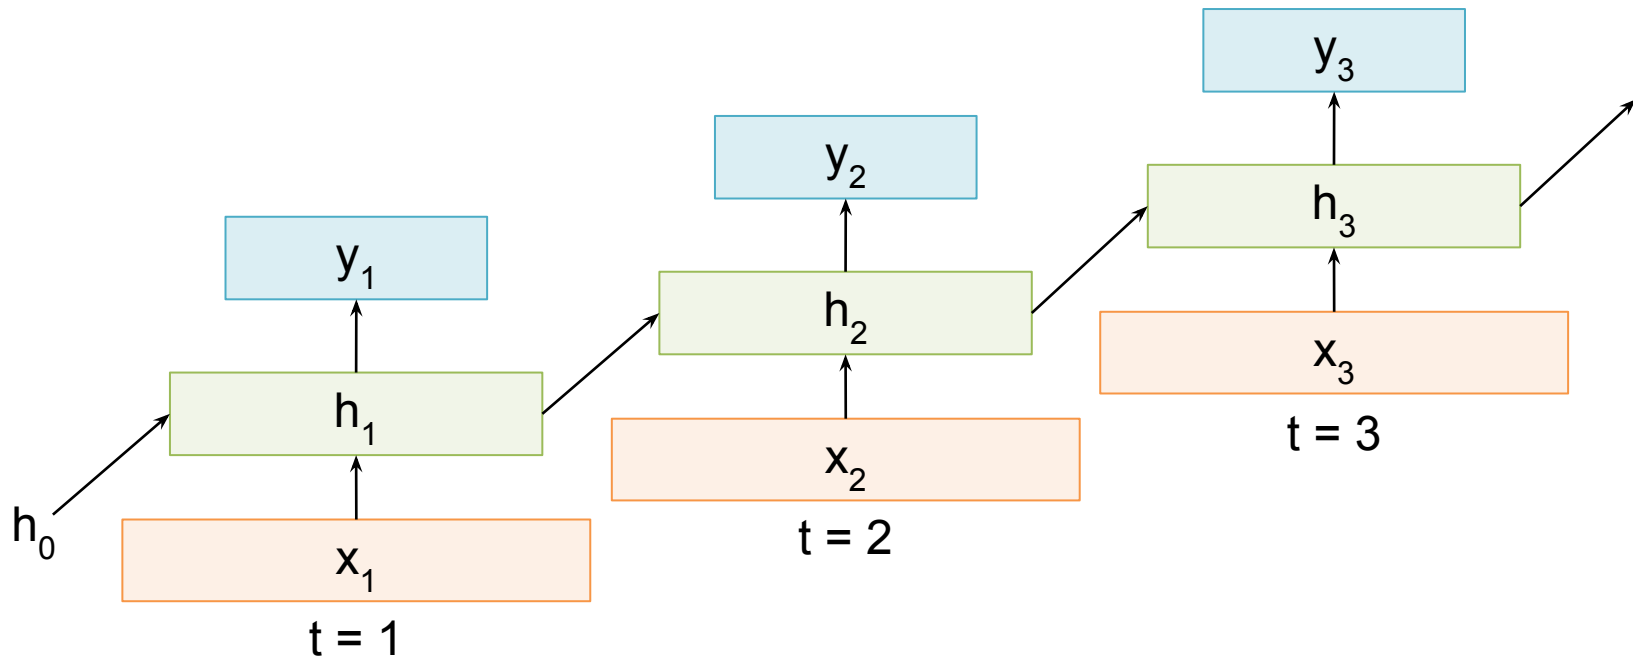 y₁
h₁
h₀
x₁
t = 1
y₂
h₂
x₂
t = 2
y₃
h₃
x₃
t = 3